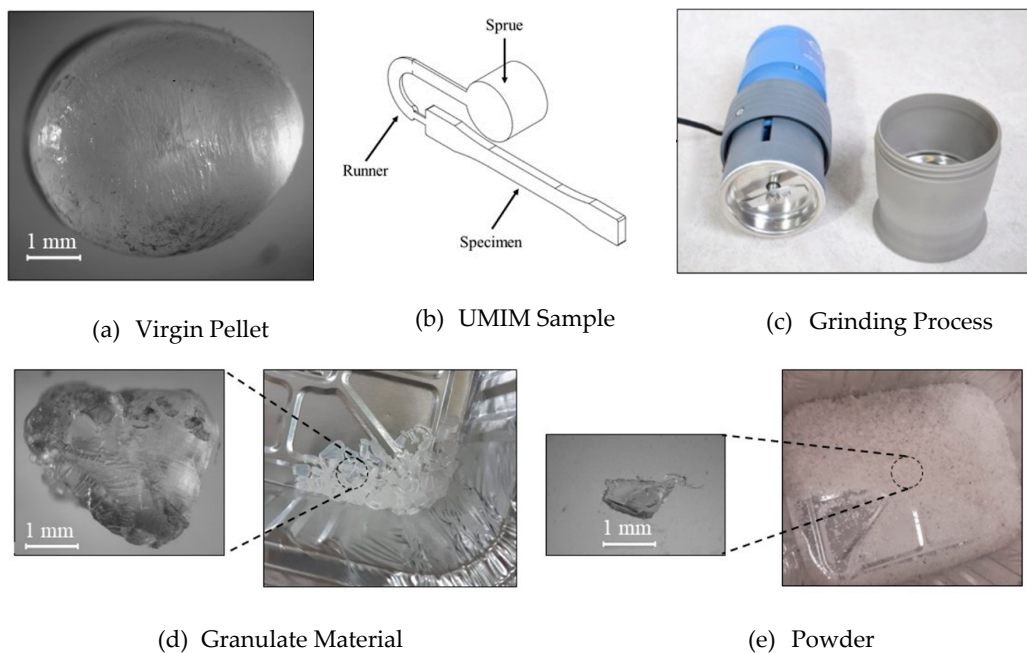 Sprue
Runner
Specimen
1 mm
(a) Virgin Pellet
(b) UMIM Sample
(c) Grinding Process
1 mm
1 mm
(d) Granulate Material
(e) Powder